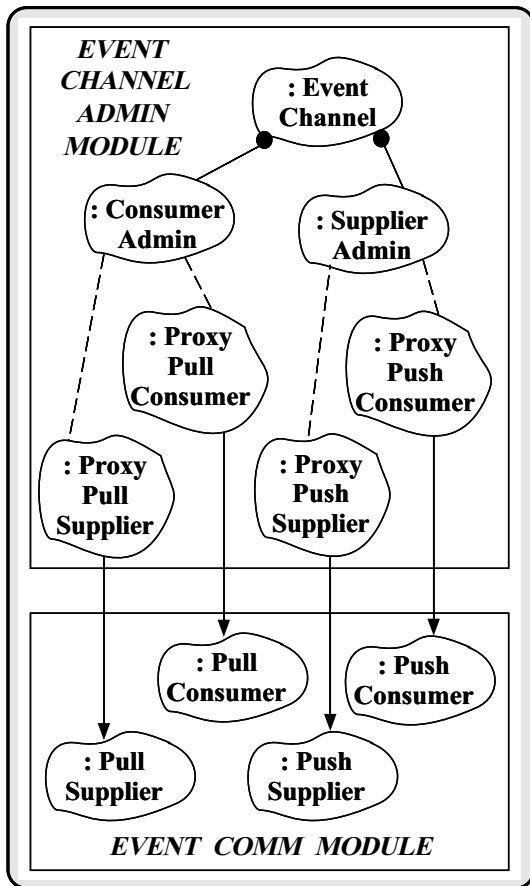 EVENT
CHANNEL
ADMIN
MODULE
: Event
Channel
: Consumer
Admin
: Supplier
Admin
: Proxy
Pull
Consumer
: Proxy
Push
Consumer
: Proxy
Pull
Supplier
: Proxy
Push
Supplier
: Pull
Consumer
: Push
Consumer
: Pull
Supplier
: Push
Supplier
EVENT COMM MODULE